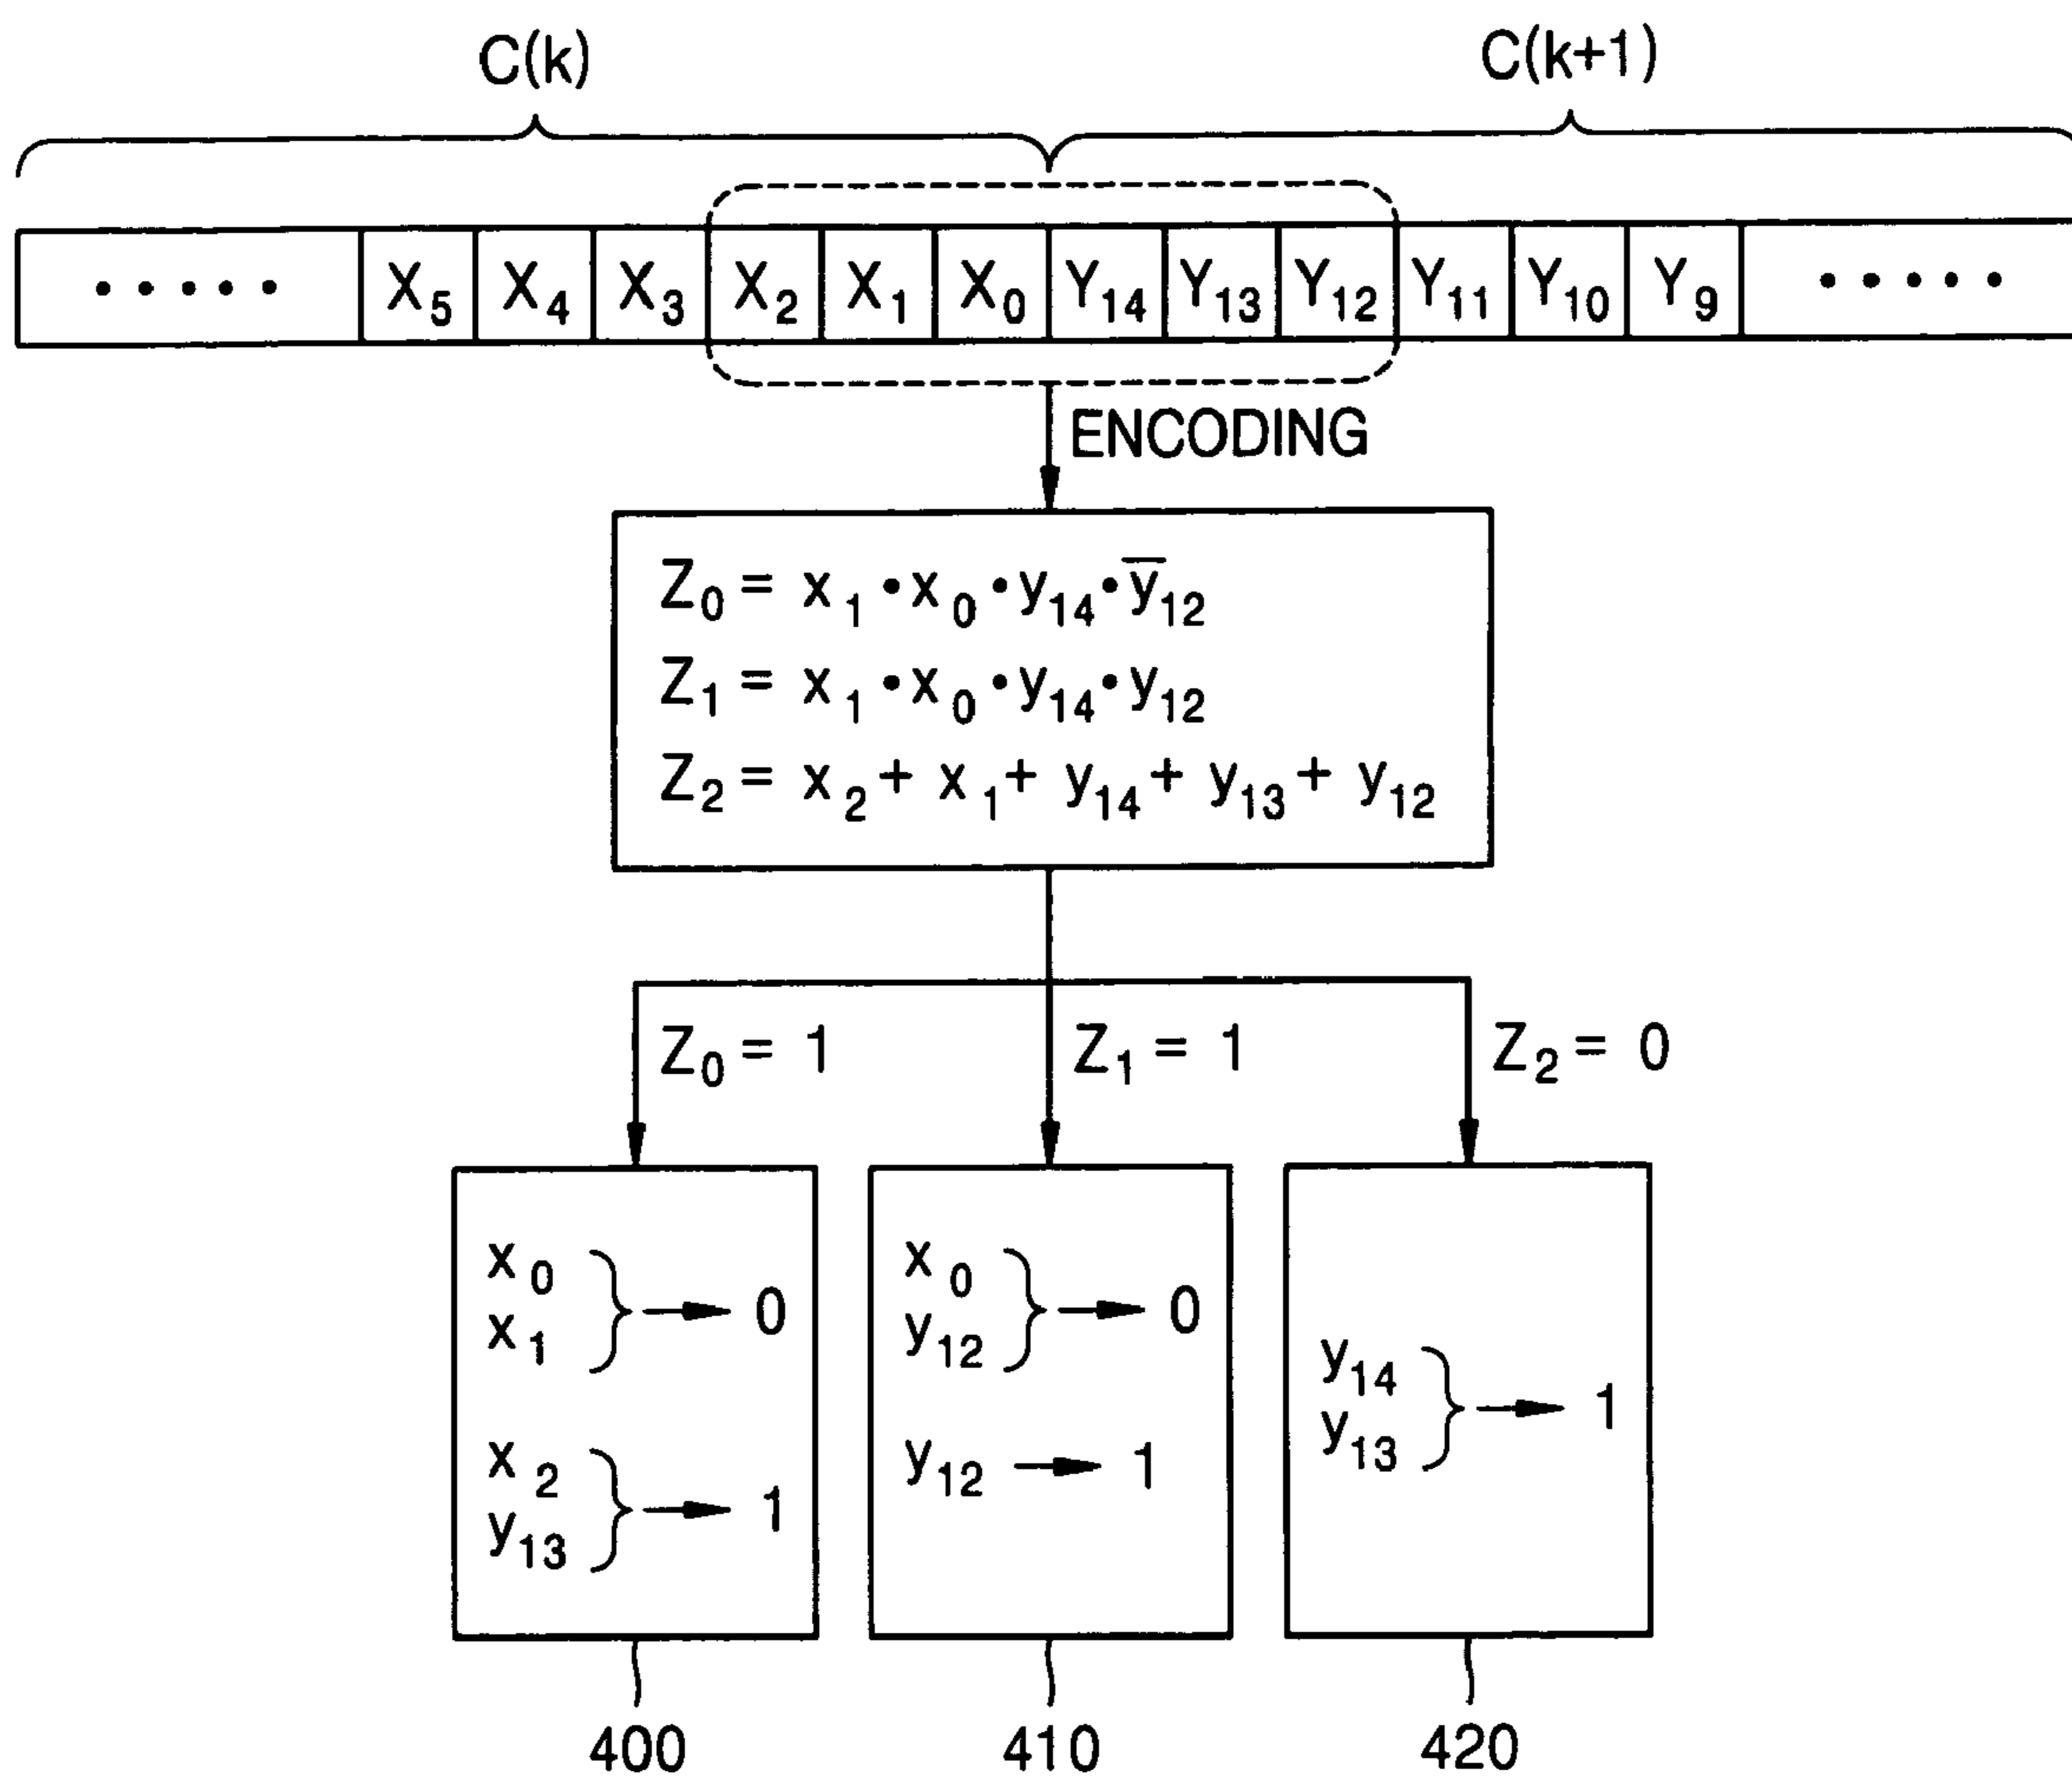 C(k) C(k+1)
· · · · · X₅ X₄ X₃ X₂ X₁ X₀ Y₁₄ Y₁₃ Y₁₂ Y₁₁ Y₁₀ Y₉ · · · · ·
ENCODING
Z₀ = x₁ • x₀ • y₁₄ • y̅₁₂
Z₁ = x₁ • x₀ • y₁₄ • y₁₂
Z₂ = x₂ + x₁ + y₁₄ + y₁₃ + y₁₂
Z₀ = 1 Z₁ = 1 Z₂ = 0
x₀
x₁ } → 0
x₂
y₁₃ } → 1
x₀
y₁₂ } → 0
y₁₂ → 1
y₁₄
y₁₃ } → 1
400 410 420